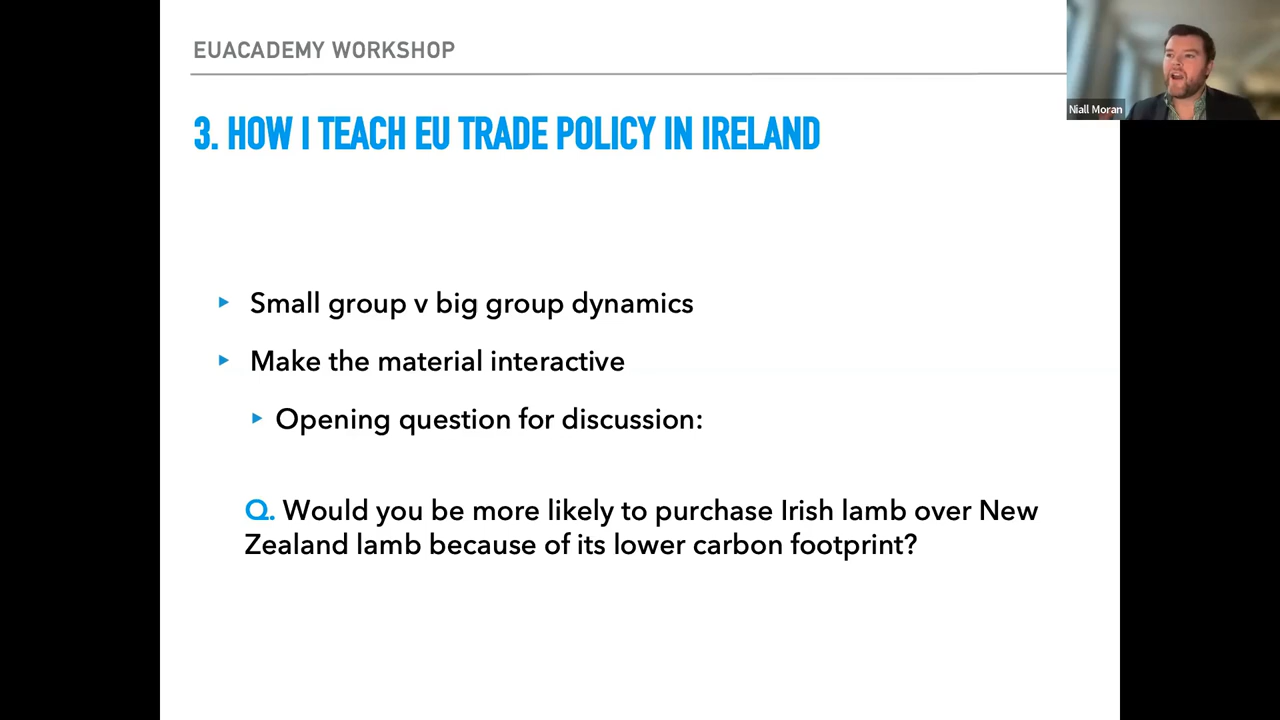 EUACADEMY WORKSHOP
Niall Moran
3. HOW I TEACH EU TRADE POLICY IN IRELAND
▸ Small group v big group dynamics
▸ Make the material interactive
▸ Opening question for discussion:
Q. Would you be more likely to purchase Irish lamb over New
Zealand lamb because of its lower carbon footprint?